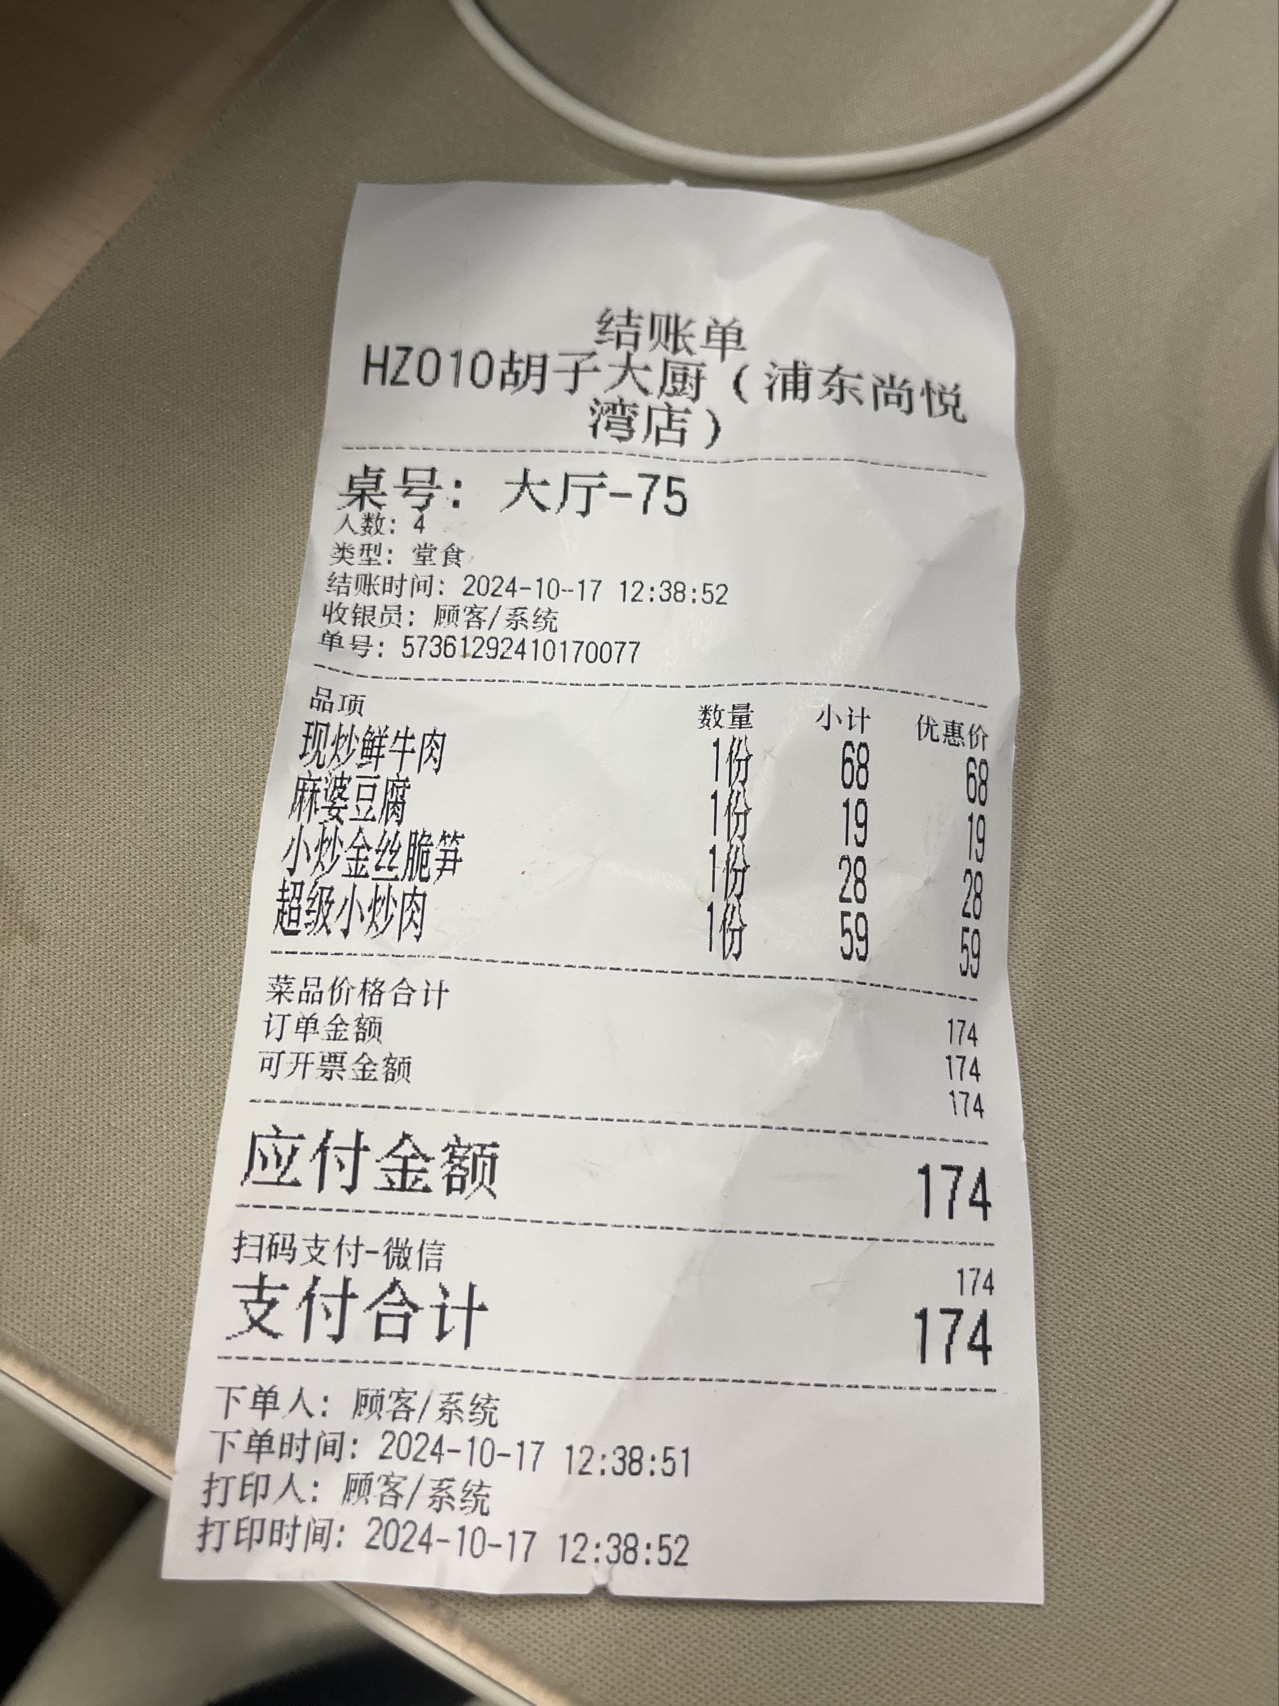 结账单
HZ010胡子大厨（浦东尚悦
湾店）
桌号：大厅-75
人数：4
类型：堂食
结账时间：2024-10-17 12:38:52
收银员：顾客/系统
单号：57361292410170077
品项 数量 小计 优惠价
现炒鲜牛肉 1份 68 68
麻婆豆腐 1份 19 19
小炒金丝脆笋 1份 28 28
超级小炒肉 1份 59 59
菜品价格合计 174
订单金额 174
可开票金额 174
应付金额 174
扫码支付-微信 174
支付合计 174
下单人：顾客/系统
下单时间：2024-10-17 12:38:51
打印人：顾客/系统
打印时间：2024-10-17 12:38:52